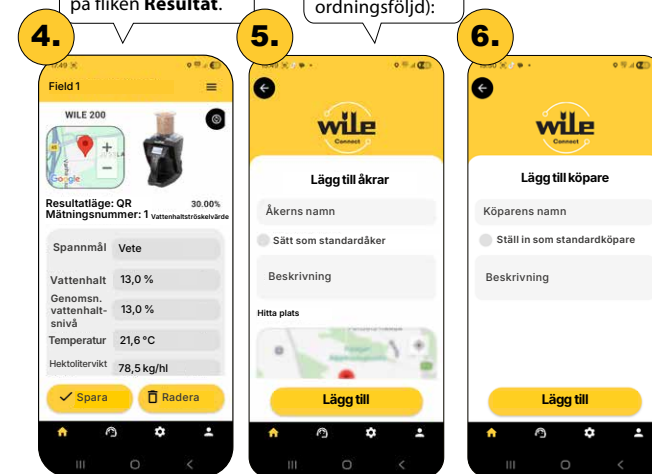 på fliken Resultat.
ordningsföljd):
4.
5.
6.
Field 1
WILE 200
Google
Resultatläge: QR
30.00%
Mätningsnummer: 1
Vattenhaltströskelvärde
Spannmål
Vete
Vattenhalt
13,0 %
Genomsn.
vattenhalt-
snivå
13,0 %
Temperatur
21,6 °C
Hektolitervikt
78,5 kg/hl
Spara
Radera
wile
Connect
Lägg till åkrar
Åkerns namn
Sätt som standardåker
Beskrivning
Hitta plats
Lägg till
wile
Connect
Lägg till köpare
Köparens namn
Ställ in som standardköpare
Beskrivning
Lägg till